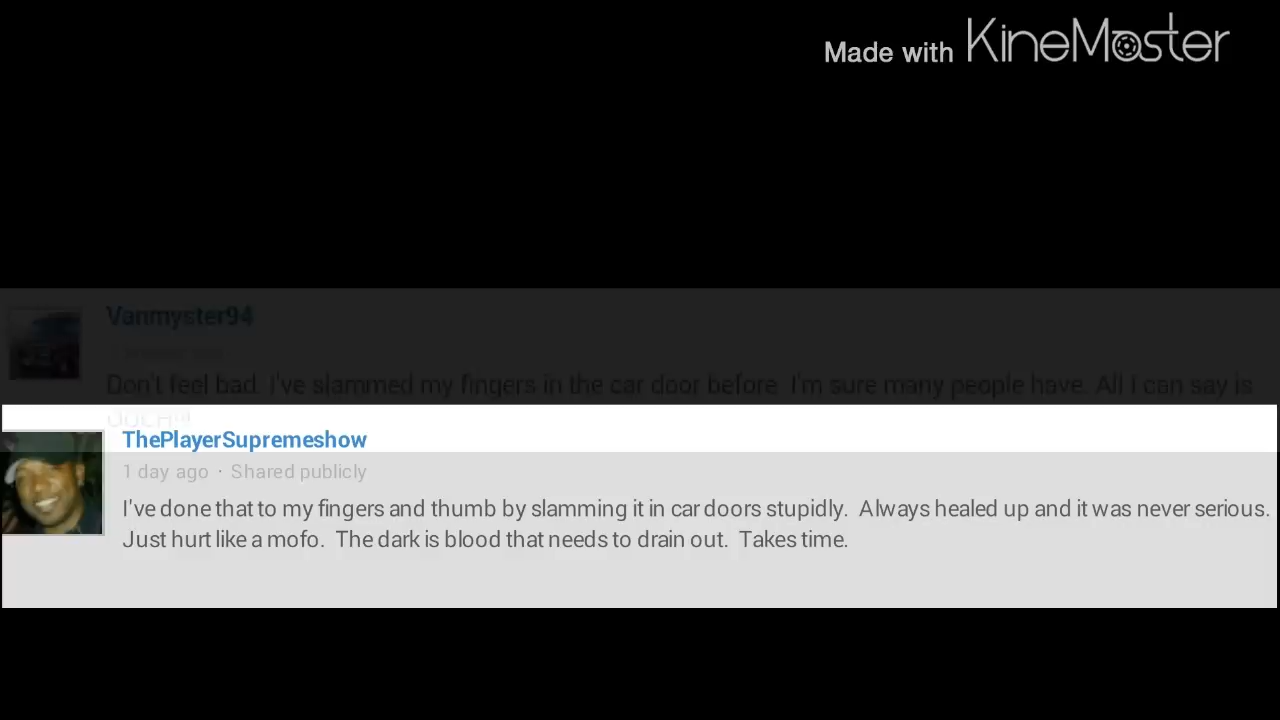 Made with KineMaster
Vanmyster94
Don't feel bad. I've slammed my fingers in the car door before. I'm sure many people have. All I can say is
OUCH!!!
ThePlayerSupremeshow
1 day ago · Shared publicly
I've done that to my fingers and thumb by slamming it in car doors stupidly. Always healed up and it was never serious.
Just hurt like a mofo. The dark is blood that needs to drain out. Takes time.